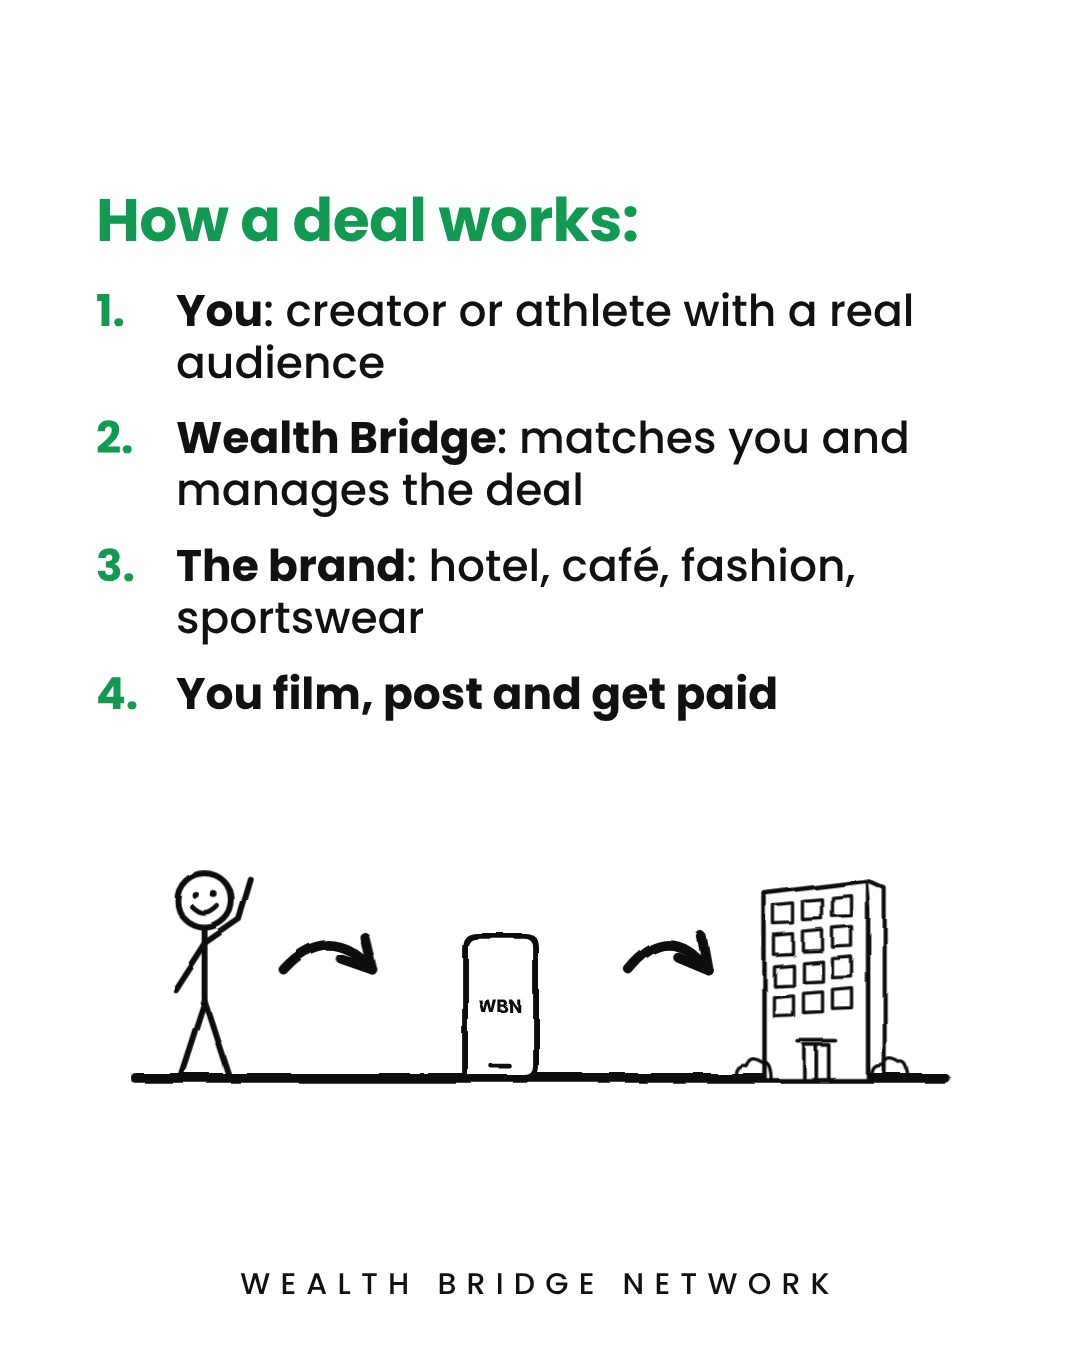 How a deal works:
1. You: creator or athlete with a real
audience
2. Wealth Bridge: matches you and
manages the deal
3. The brand: hotel, café, fashion,
sportswear
4. You film, post and get paid
WBN
WEALTH BRIDGE NETWORK